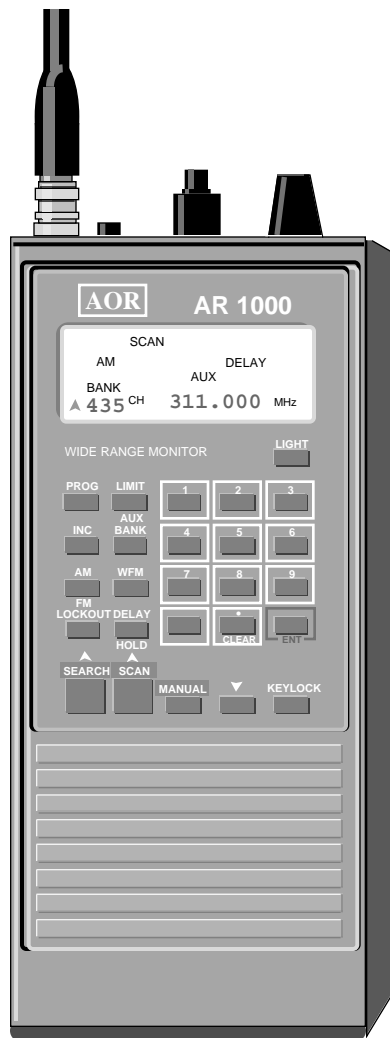 AOR AR 1000
SCAN
AM DELAY
AUX
BANK
435 CH 311.000 MHz
WIDE RANGE MONITOR LIGHT
PROG LIMIT 1 2 3
AUX
INC BANK 4 5 6
AM WFM 7 8 9
FM
LOCKOUT DELAY •
HOLD CLEAR ENT
SEARCH SCAN
MANUAL KEYLOCK